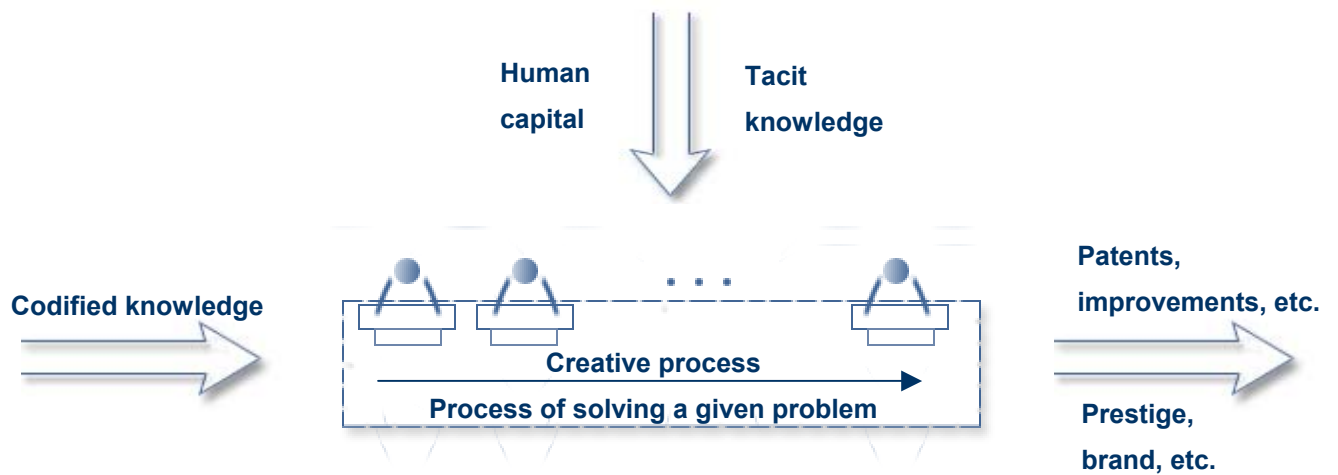 Human
capital
Tacit
knowledge
Codified knowledge
. . .
Creative process
Process of solving a given problem
Patents,
improvements, etc.
Prestige,
brand, etc.